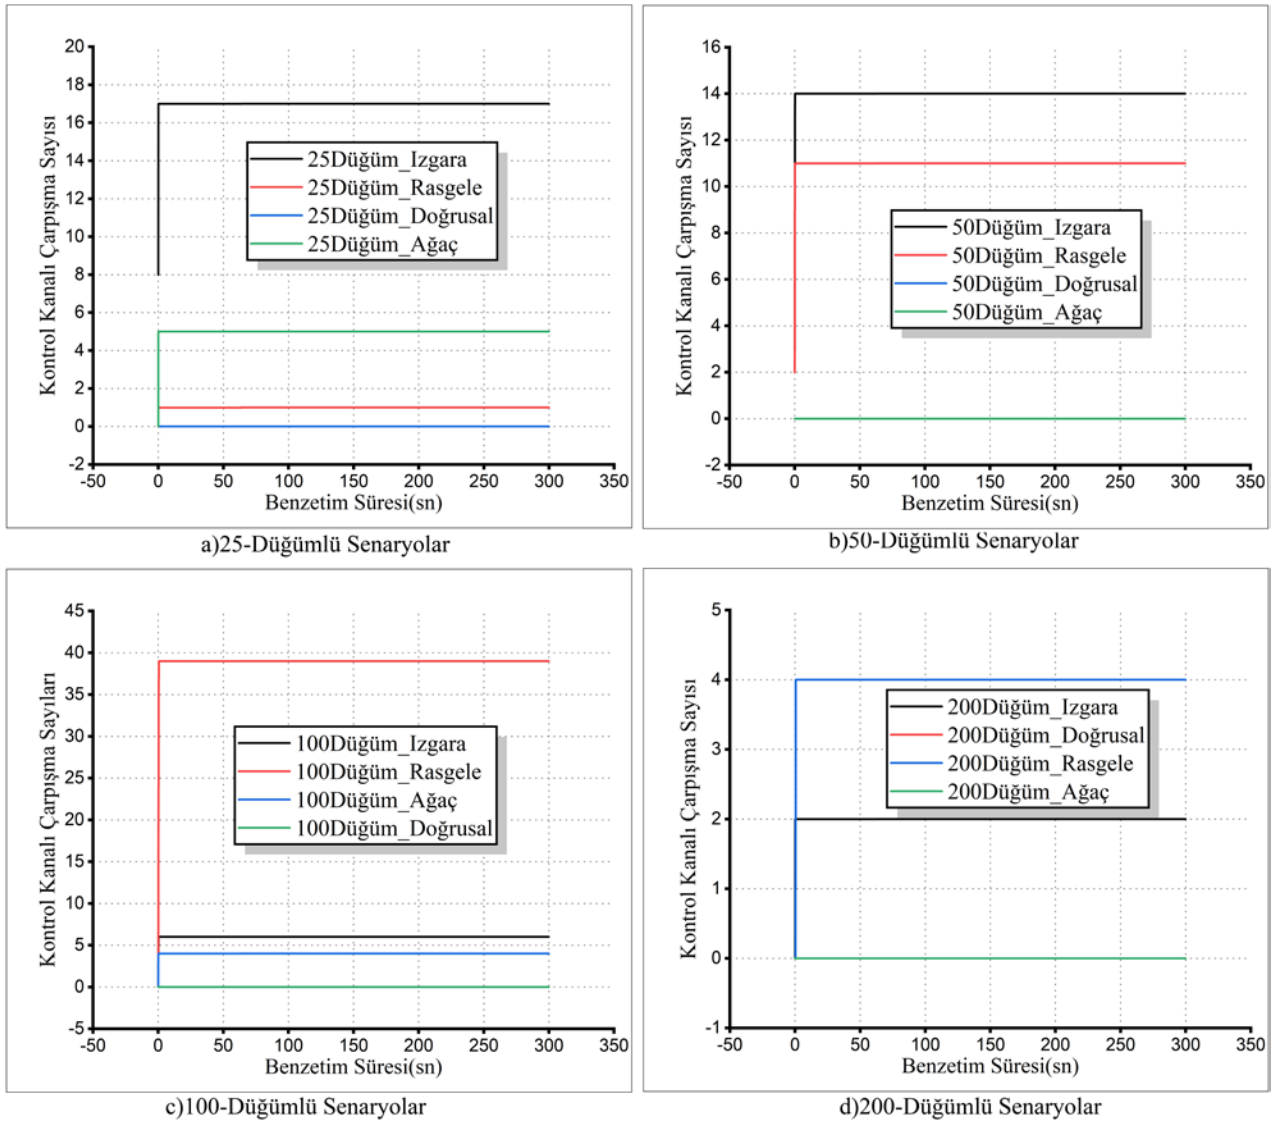 Kontrol Kanalı Çarpışma Sayısı
20
18
16
14
12
10
8
6
4
2
0
-2
25Düğüm_Izgara
25Düğüm_Rasgele
25Düğüm_Doğrusal
25Düğüm_Ağaç
-50 0 50 100 150 200 250 300 350
Benzetim Süresi(sn)
a)25-Düğümlü Senaryolar
Kontrol Kanalı Çarpışma Sayısı
16
14
12
10
8
6
4
2
0
-2
50Düğüm_Izgara
50Düğüm_Rasgele
50Düğüm_Doğrusal
50Düğüm_Ağaç
-50 0 50 100 150 200 250 300 350
Benzetim Süresi(sn)
b)50-Düğümlü Senaryolar
Kontrol Kanalı Çarpışma Sayıları
45
40
35
30
25
20
15
10
5
0
-5
100Düğüm_Izgara
100Düğüm_Rasgele
100Düğüm_Ağaç
100Düğüm_Doğrusal
-50 0 50 100 150 200 250 300 350
Benzetim Süresi(sn)
c)100-Düğümlü Senaryolar
Kontrol Kanalı Çarpışma Sayısı
5
4
3
2
1
0
-1
200Düğüm_Izgara
200Düğüm_Doğrusal
200Düğüm_Rasgele
200Düğüm_Ağaç
-50 0 50 100 150 200 250 300 350
Benzetim Süresi(sn)
d)200-Düğümlü Senaryolar